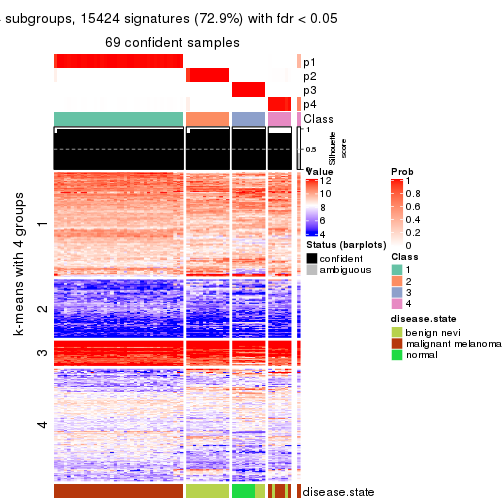 subgroups, 15424 signatures (72.9%) with fdr < 0.05
69 confident samples
p1
p2
p3
p4
Class
1
0.5
0
Silhouette
score
k-means with 4 groups
1
2
3
4
Value
12
10
8
6
4
Status (barplots)
confident
ambiguous
Prob
1
0.8
0.6
0.4
0.2
0
Class
1
2
3
4
disease.state
benign nevi
malignant melanoma
normal
disease.state